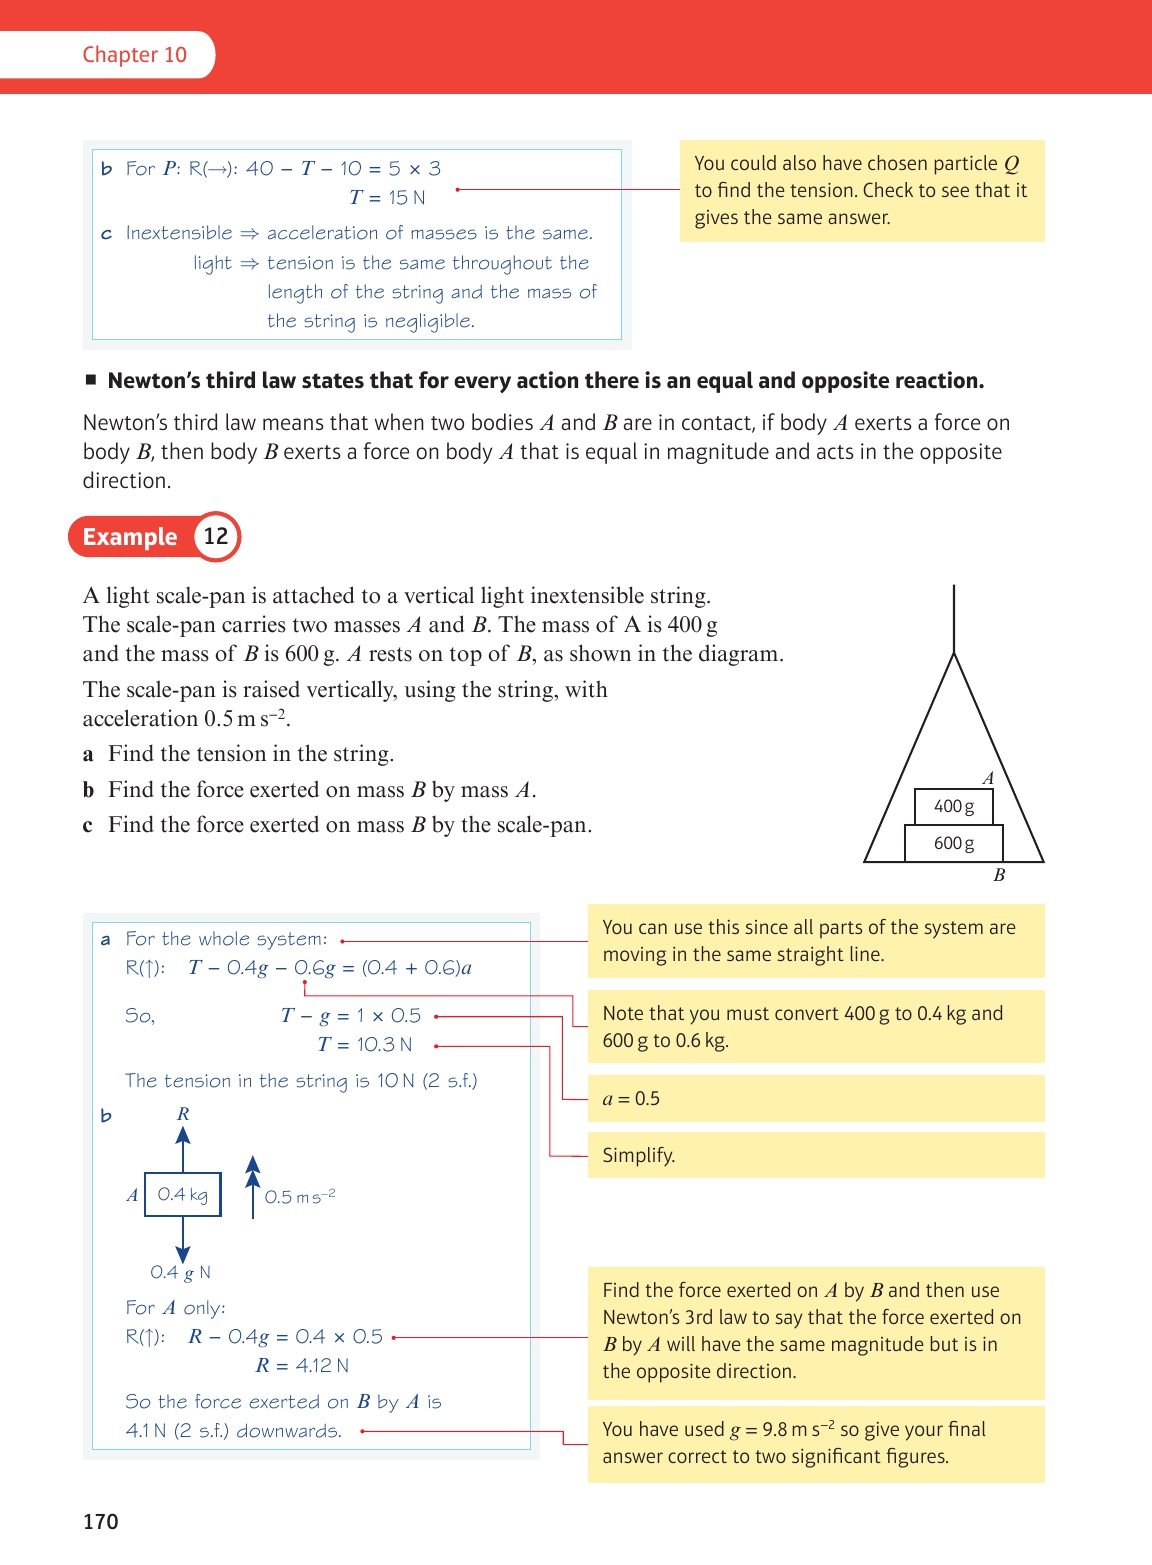 Chapter 10
b For P: R(→): 40 – T – 10 = 5 × 3
T = 15 N
c Inextensible ⇒ acceleration of masses is the same.
light ⇒ tension is the same throughout the
length of the string and the mass of
the string is negligible.
You could also have chosen particle Q
to find the tension. Check to see that it
gives the same answer.
■ Newton’s third law states that for every action there is an equal and opposite reaction.
Newton’s third law means that when two bodies A and B are in contact, if body A exerts a force on
body B, then body B exerts a force on body A that is equal in magnitude and acts in the opposite
direction.
Example 12
A light scale-pan is attached to a vertical light inextensible string.
The scale-pan carries two masses A and B. The mass of A is 400 g
and the mass of B is 600 g. A rests on top of B, as shown in the diagram.
The scale-pan is raised vertically, using the string, with
acceleration 0.5 m s⁻².
a Find the tension in the string.
b Find the force exerted on mass B by mass A.
c Find the force exerted on mass B by the scale-pan.
A
400 g
600 g
B
a For the whole system:
R(↑): T – 0.4g – 0.6g = (0.4 + 0.6)a
So, T – g = 1 × 0.5
T = 10.3 N
The tension in the string is 10 N (2 s.f.)
b
R
A 0.4 kg 0.5 m s⁻²
0.4 g N
For A only:
R(↑): R – 0.4g = 0.4 × 0.5
R = 4.12 N
So the force exerted on B by A is
4.1 N (2 s.f.) downwards.
You can use this since all parts of the system are
moving in the same straight line.
Note that you must convert 400 g to 0.4 kg and
600 g to 0.6 kg.
a = 0.5
Simplify.
Find the force exerted on A by B and then use
Newton’s 3rd law to say that the force exerted on
B by A will have the same magnitude but is in
the opposite direction.
You have used g = 9.8 m s⁻² so give your final
answer correct to two significant figures.
170